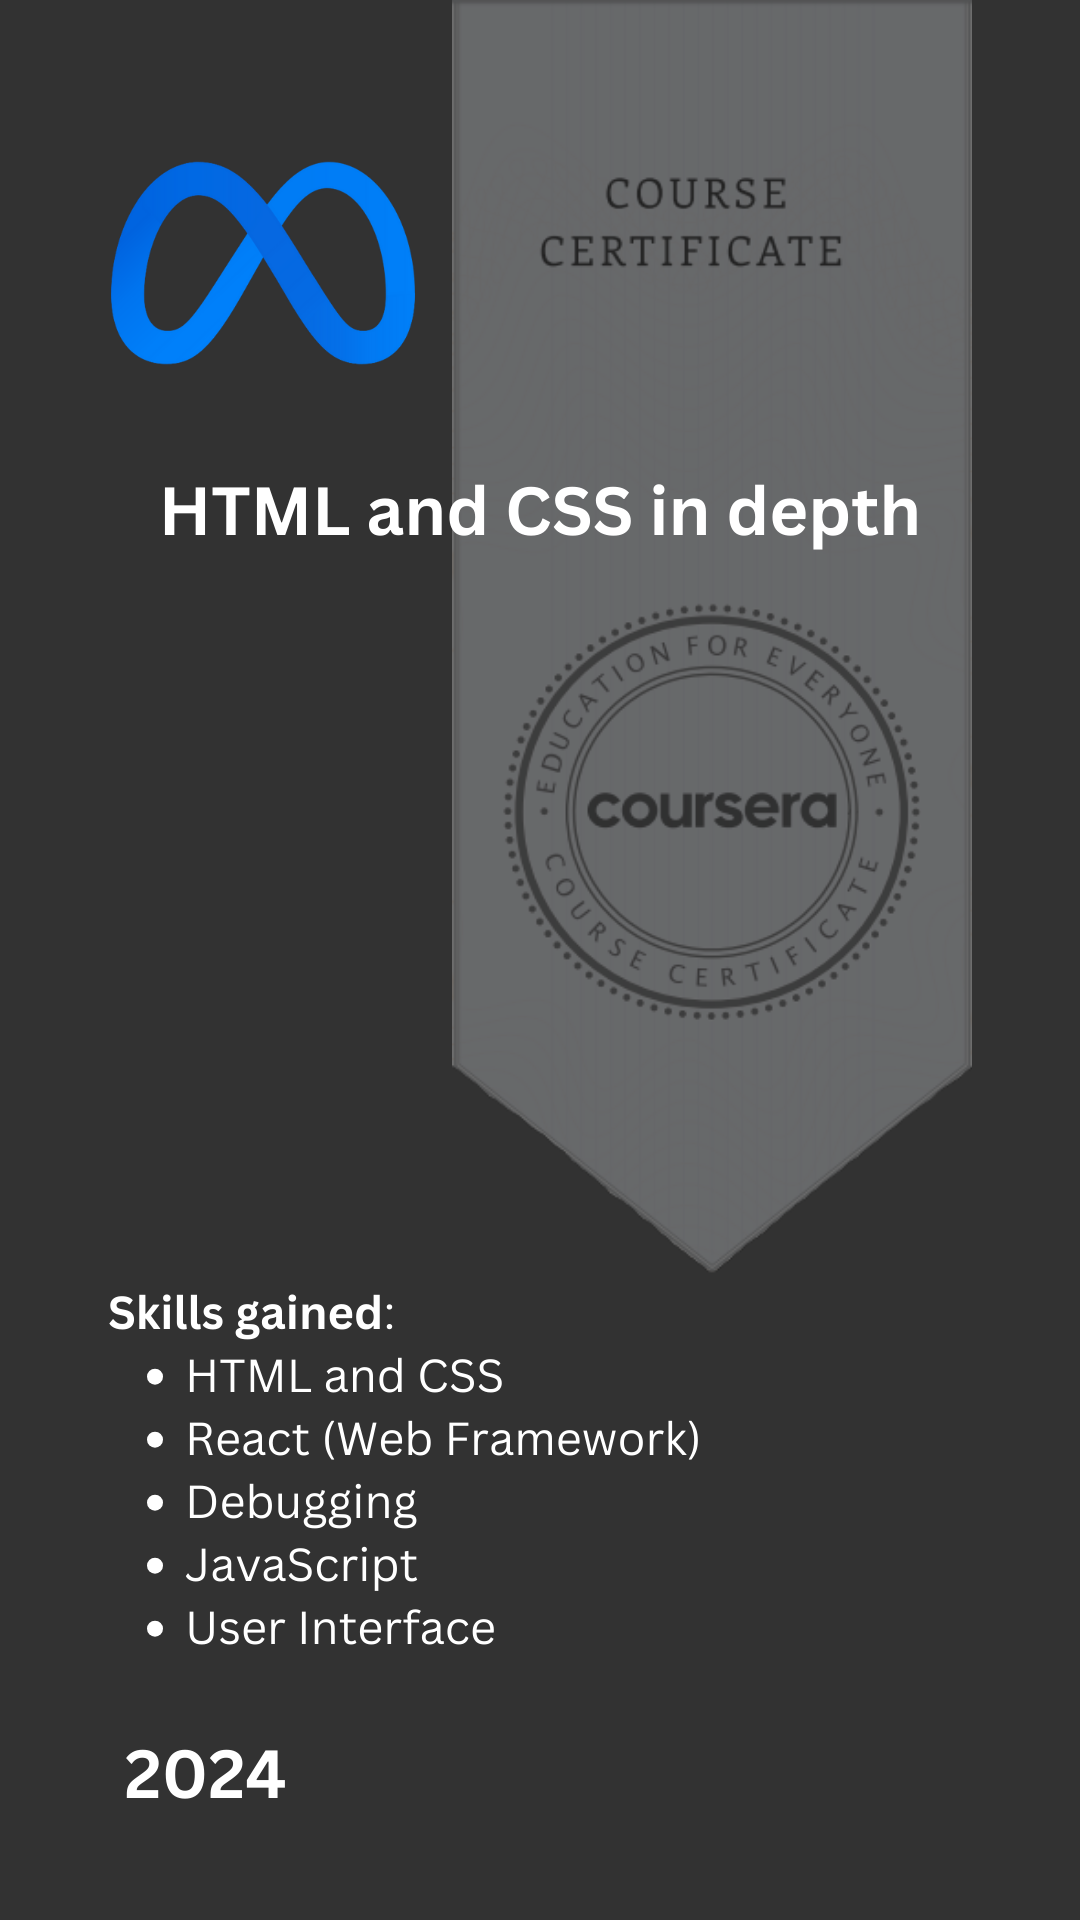 COURSE
CERTIFICATE
HTML and CSS in depth
• EDUCATION FOR EVERYONE •
coursera
COURSE CERTIFICATE
Skills gained:
• HTML and CSS
• React (Web Framework)
• Debugging
• JavaScript
• User Interface
2024